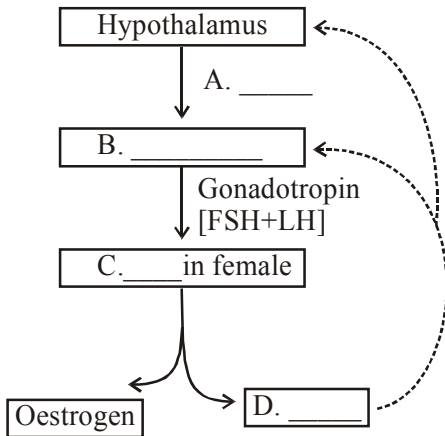 Hypothalamus
A. _____
B. _________
Gonadotropin
[FSH+LH]
C.____in female
Oestrogen
D. _____